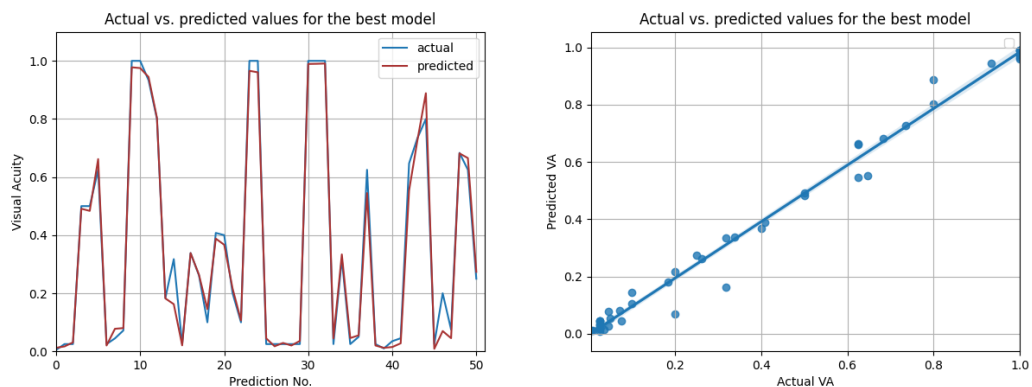 Actual vs. predicted values for the best model
actual
predicted
Visual Acuity
1.0
0.8
0.6
0.4
0.2
0.0
0
10
20
30
40
50
Prediction No.
Actual vs. predicted values for the best model
Predicted VA
1.0
0.8
0.6
0.4
0.2
0.0
0.2
0.4
0.6
0.8
1.0
Actual VA